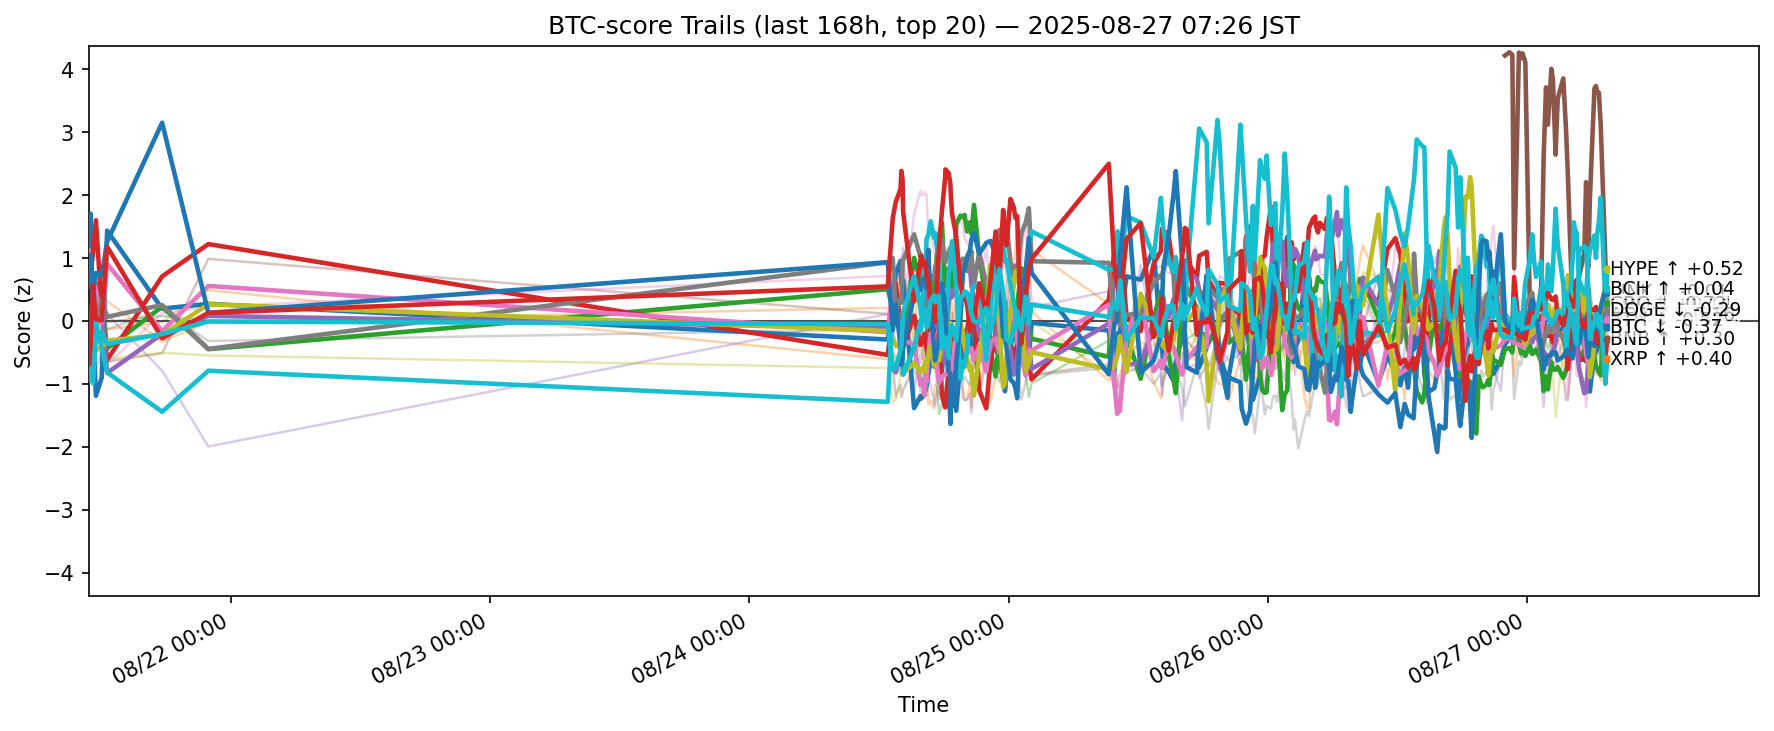 BTC-score Trails (last 168h, top 20) — 2025-08-27 07:26 JST
Score (z)
4
3
2
1
0
−1
−2
−3
−4
HYPE ↑ +0.52
BCH ↑ +0.04
DOGE ↓ -0.29
BTC ↓ -0.37
BNB ↑ +0.30
XRP ↑ +0.40
08/22 00:00
08/23 00:00
08/24 00:00
08/25 00:00
08/26 00:00
08/27 00:00
Time